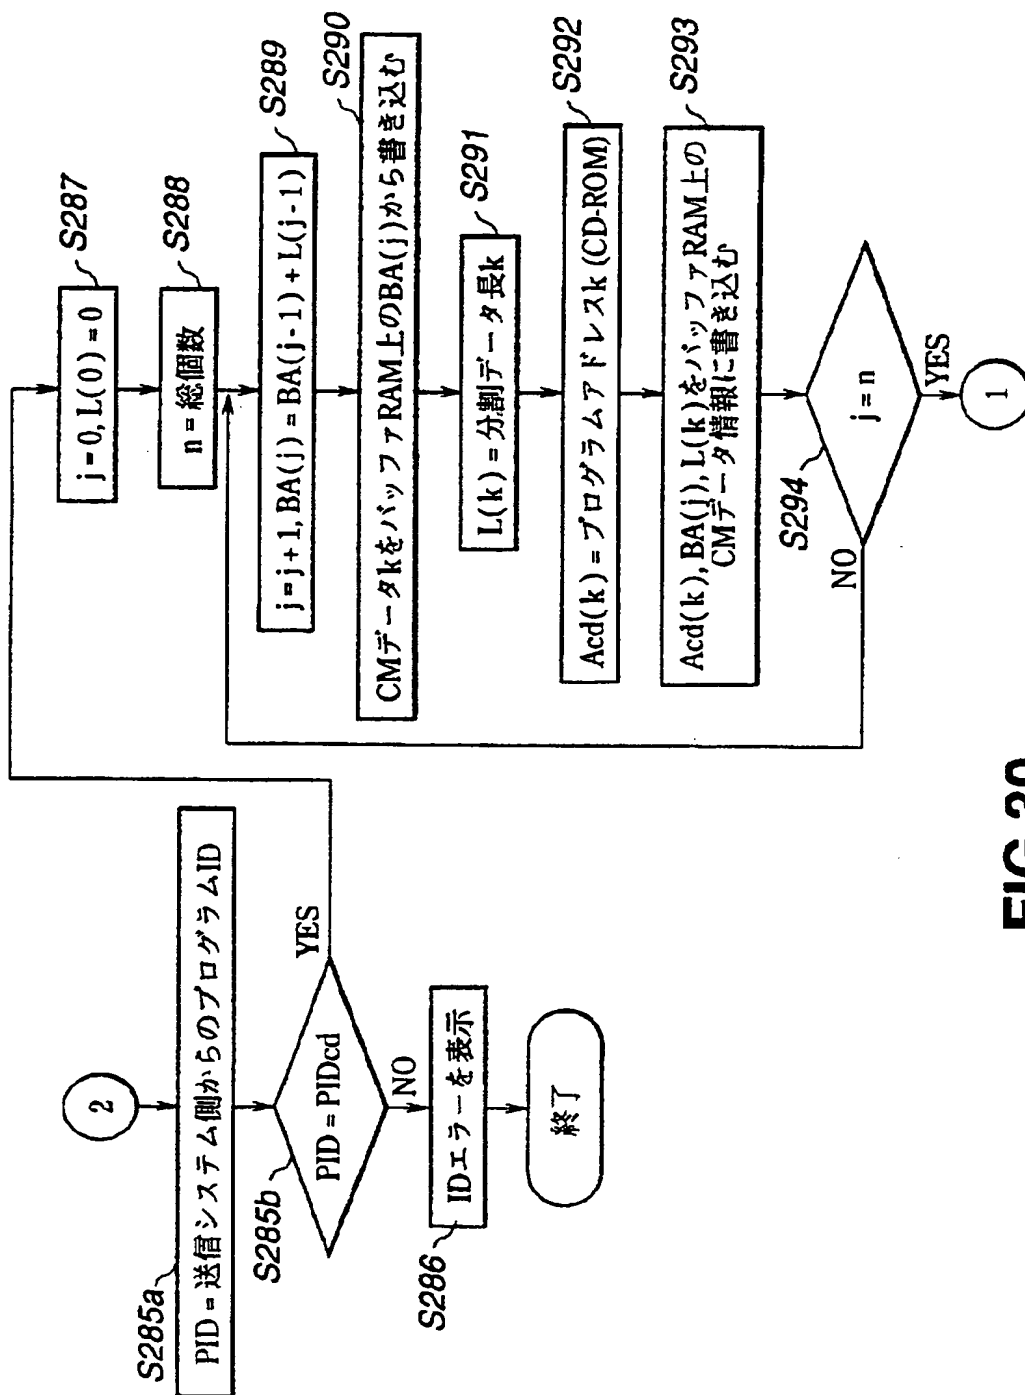 2
S285a
PID = 送信システム側からのプログラムID
S285b
PID = PIDcd
YES
NO
S286
IDエラーを表示
終了
S287
j=0, L(0)=0
S288
n=総個数
S289
j=j+1, BA(j)=BA(j-1)+L(j-1)
S290
CMデータkをバッファRAM上のBA(j)から書き込む
S291
L(k)=分割データ長k
S292
Acd(k)=プログラムアドレスk(CD-ROM)
S293
Acd(k), BA(j), L(k)をバッファRAM上の
CMデータ情報に書き込む
S294
j=n
NO
YES
1